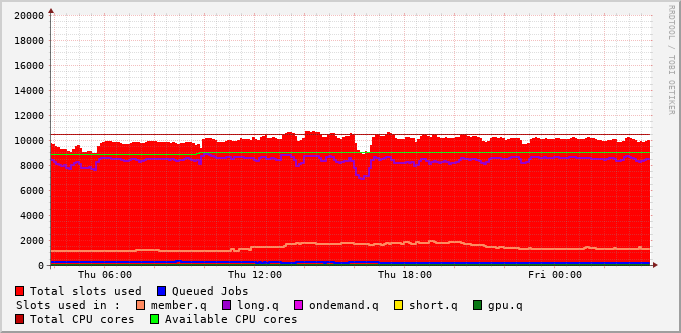 RRDTOOL / TOBI OETIKER
20000
18000
16000
14000
12000
10000
8000
6000
4000
2000
0
Thu 06:00 Thu 12:00 Thu 18:00 Fri 00:00
Total slots used Queued Jobs
Slots used in : member.q long.q ondemand.q short.q gpu.q
Total CPU cores Available CPU cores